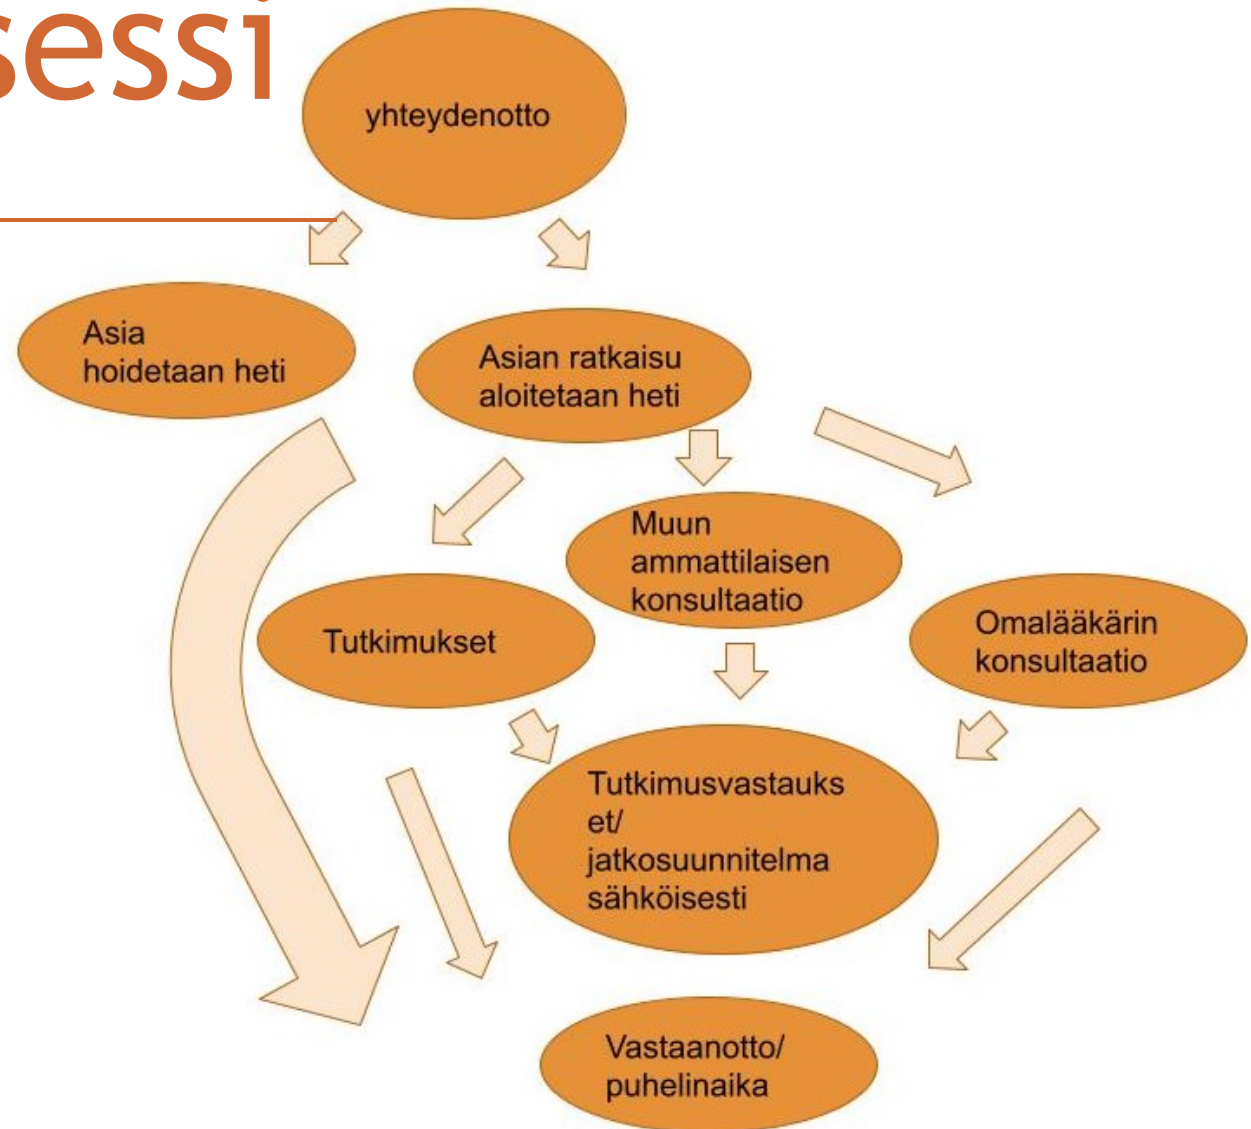 sessi
yhteydenotto
Asia
hoidetaan heti
Asian ratkaisu
aloitetaan heti
Muun
ammattilaisen
konsultaatio
Tutkimukset
Omalääkärin
konsultaatio
Tutkimusvastauks
et/
jatkosuunnitelma
sähköisesti
Vastaanotto/
puhelinaika